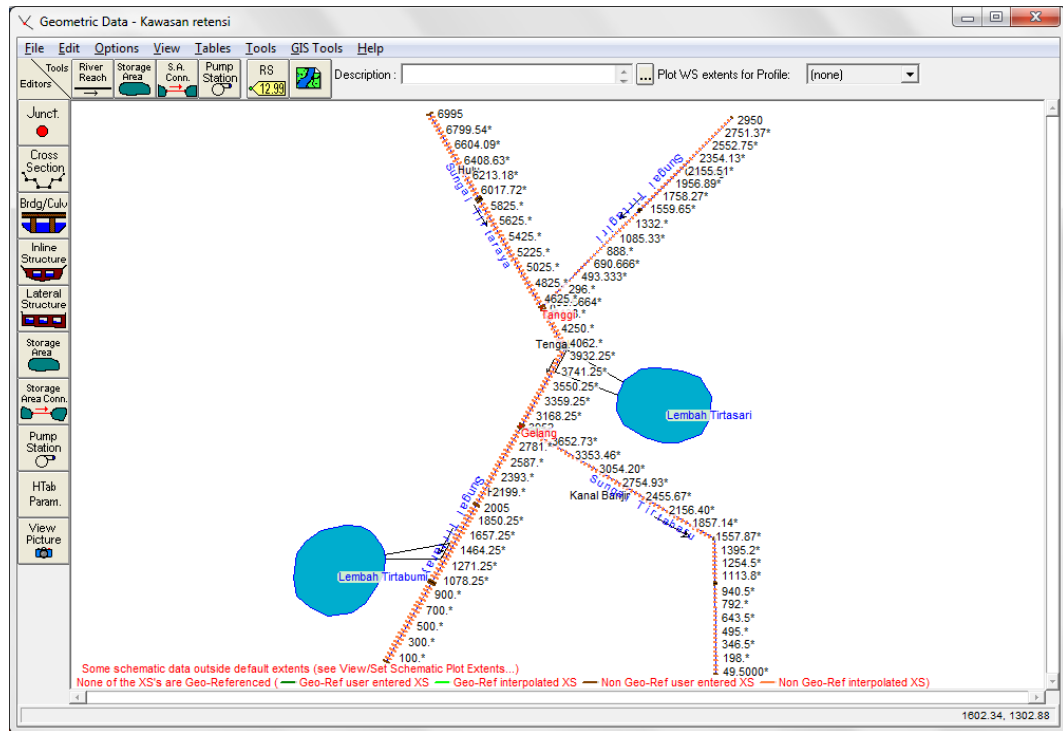 Geometric Data - Kawasan retensi
File Edit Options View Tables Tools GIS Tools Help
Tools
Editors
River Reach
Storage Area
S.A. Conn.
Pump Station
RS
12.99
Description :
...
Plot WS extents for Profile:
(none)
Junct.
Cross Section
Brdg/Culv
Inline Structure
Lateral Structure
Storage Area
Storage Area Conn.
Pump Station
HTab Param.
View Picture
6995
6799.54*
6604.09*
6408.63*
6213.18*
6017.72*
5825.*
5625.*
5425.*
5225.*
5025.*
4825.*
4625.*
Sungai Tirtaraya
2950
2751.37*
2552.75*
2354.13*
2155.51*
1956.89*
1758.27*
1559.65*
1332.*
1085.33*
888.*
690.666*
493.333*
296.*
Sungai Tirtagiri
Tanggi
4250.*
Tenga
4062.*
3932.25*
3741.25*
3550.25*
3359.25*
3168.25*
Lembah Tirtasari
Gelang
2781.*
2587.*
2393.*
2199.*
2005
1850.25*
1657.25*
1464.25*
1271.25*
1078.25*
900.*
700.*
500.*
300.*
100.*
Lembah Tirtabumi
3652.73*
3353.46*
3054.20*
2754.93*
2455.67*
2156.40*
1857.14*
1557.87*
1395.2*
1254.5*
1113.8*
940.5*
792.*
643.5*
495.*
346.5*
198.*
49.5000*
Kanal Banjir
Sungai Tirtabaru
Some schematic data outside default extents (see View/Set Schematic Plot Extents...)
None of the XS's are Geo-Referenced ( Geo-Ref user entered XS Geo-Ref interpolated XS Non Geo-Ref user entered XS Non Geo-Ref interpolated XS)
1602.34, 1302.88